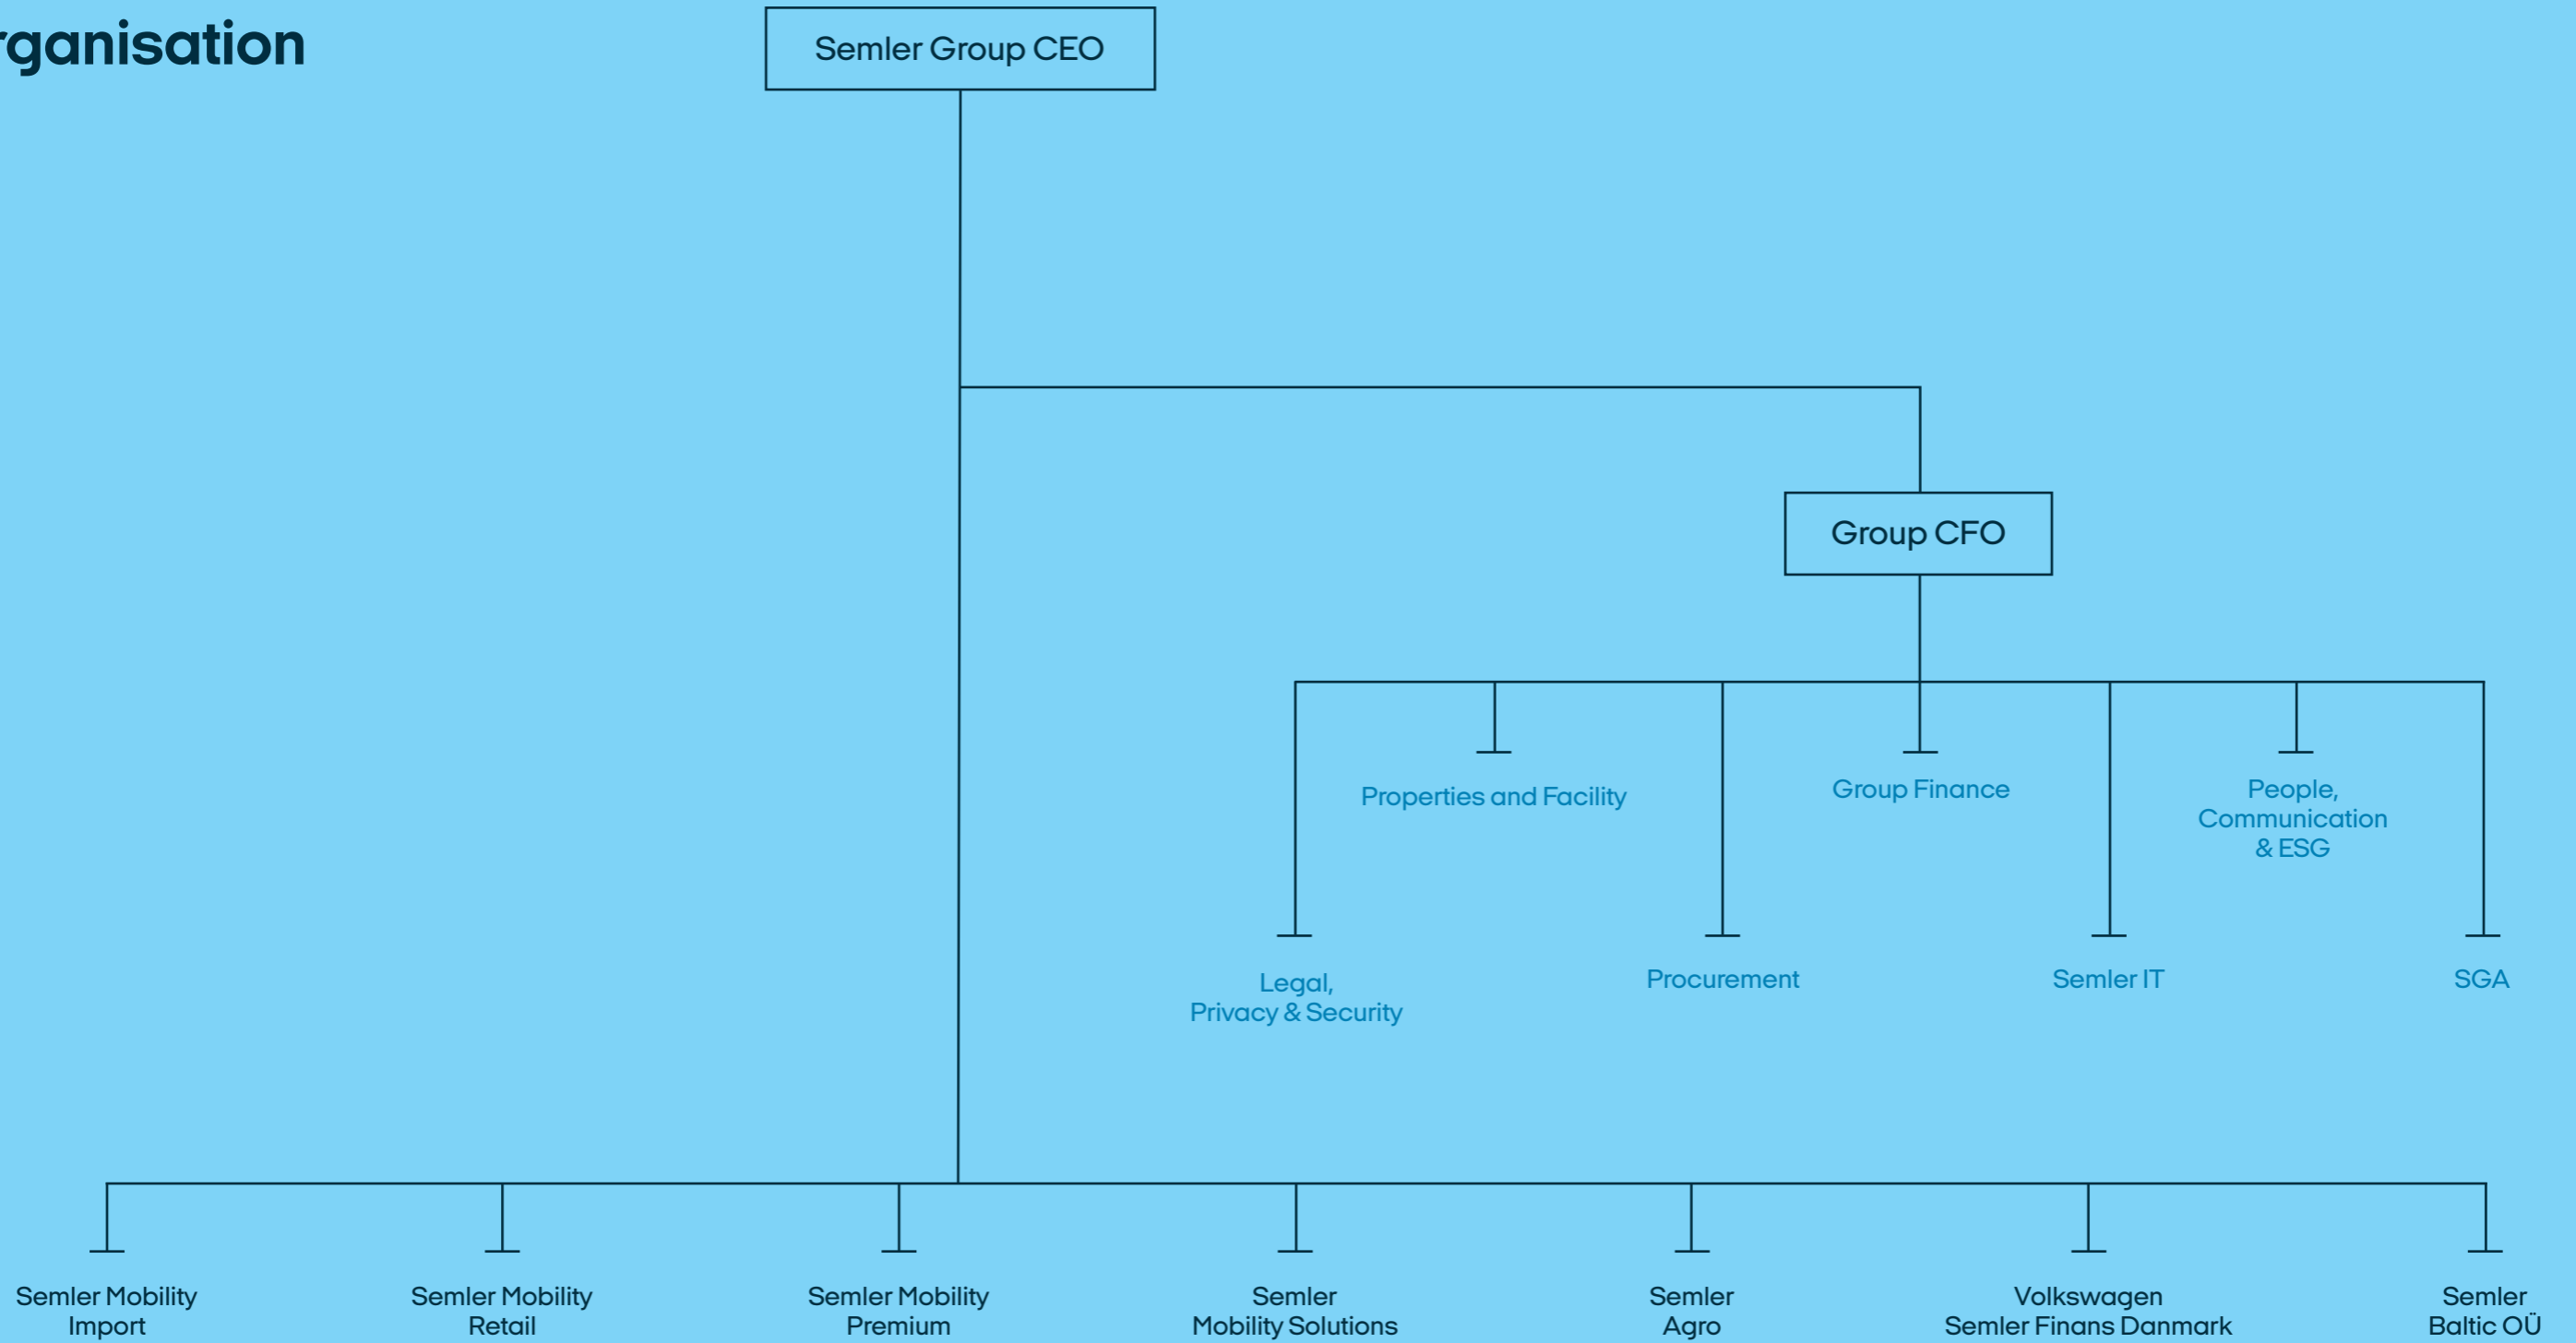 rganisation
Semler Group CEO
Group CFO
Properties and Facility
Group Finance
People,
Communication
& ESG
Legal,
Privacy & Security
Procurement
Semler IT
SGA
Semler Mobility
Import
Semler Mobility
Retail
Semler Mobility
Premium
Semler
Mobility Solutions
Semler
Agro
Volkswagen
Semler Finans Danmark
Semler
Baltic OÜ